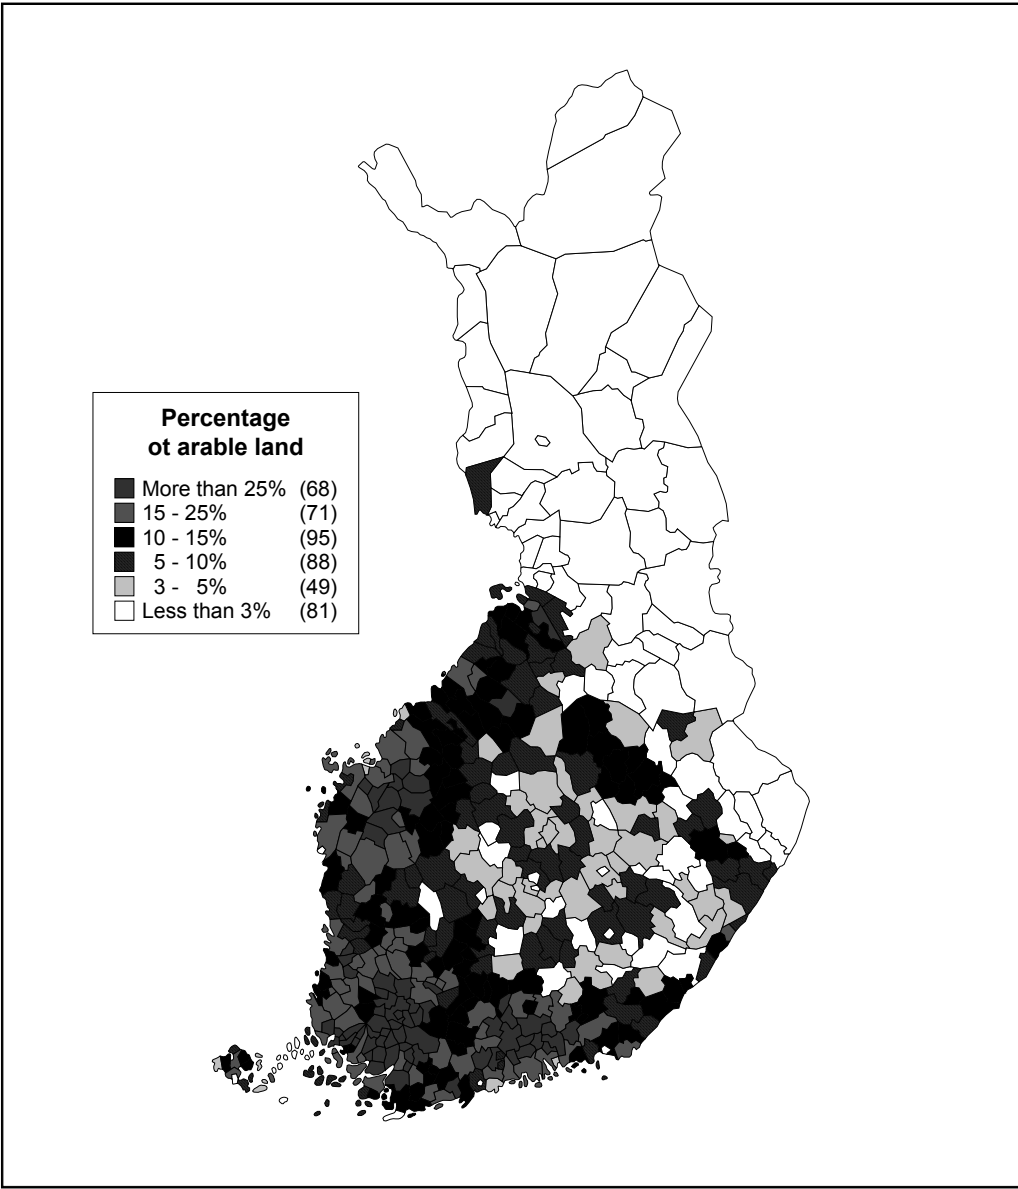 Percentage
ot arable land
More than 25% (68)
15 - 25% (71)
10 - 15% (95)
5 - 10% (88)
3 - 5% (49)
Less than 3% (81)